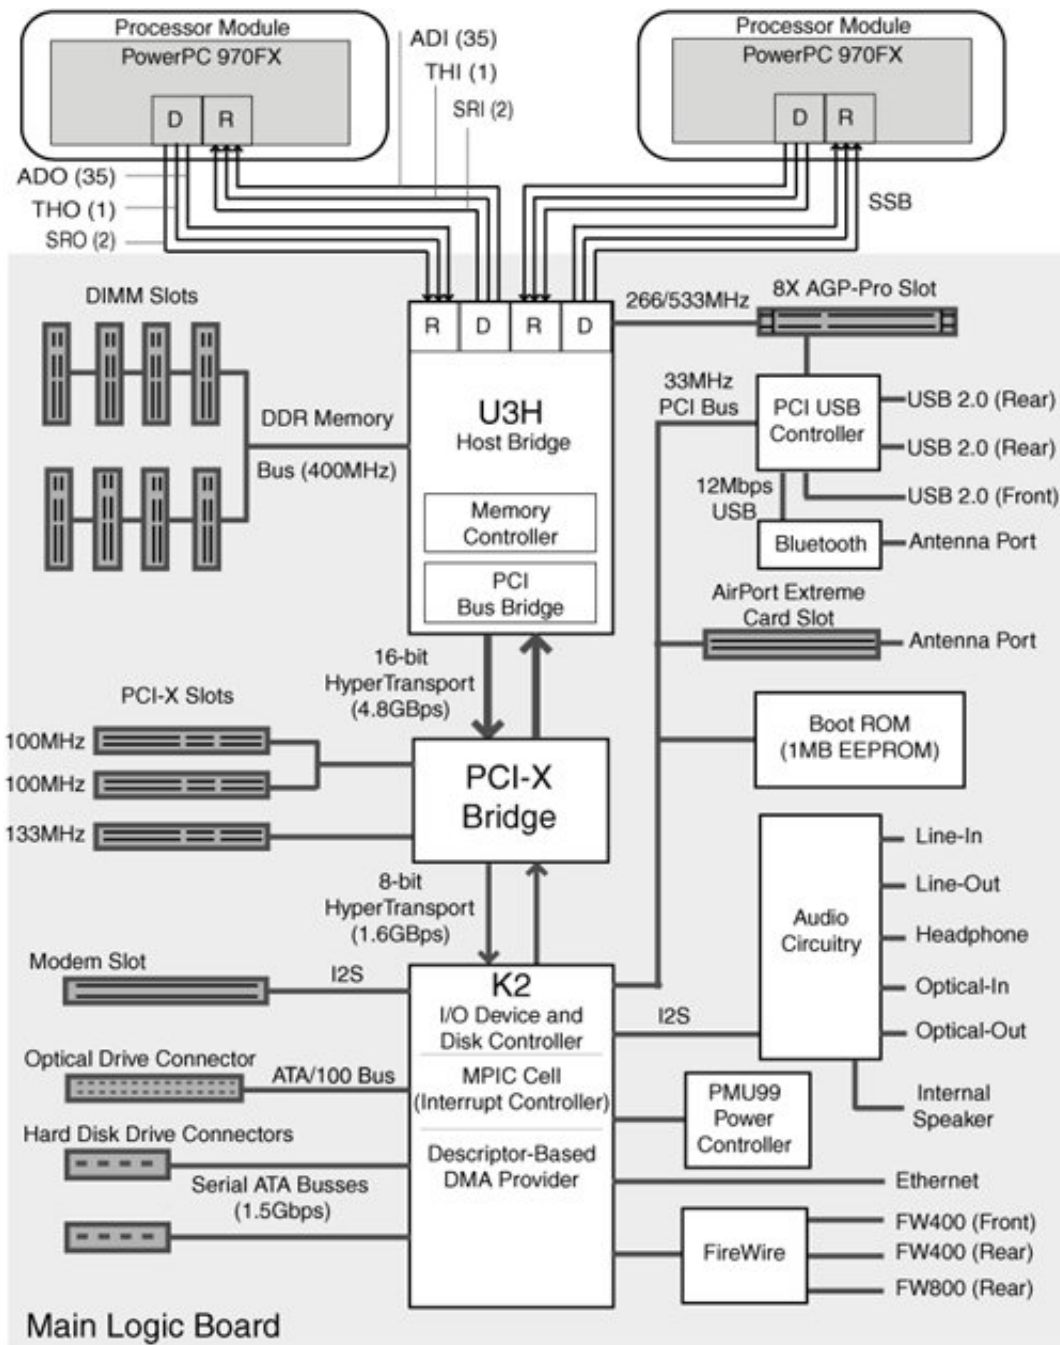 Processor Module
PowerPC 970FX
D
R
ADI (35)
THI (1)
SRI (2)
Processor Module
PowerPC 970FX
D
R
ADO (35)
THO (1)
SRO (2)
SSB
DIMM Slots
DDR Memory
Bus (400MHz)
R
D
R
D
U3H
Host Bridge
Memory
Controller
PCI
Bus Bridge
266/533MHz
8X AGP-Pro Slot
33MHz
PCI Bus
PCI USB
Controller
USB 2.0 (Rear)
USB 2.0 (Rear)
USB 2.0 (Front)
12Mbps
USB
Bluetooth
Antenna Port
AirPort Extreme
Card Slot
Antenna Port
16-bit
HyperTransport
(4.8GBps)
PCI-X Slots
100MHz
100MHz
133MHz
PCI-X
Bridge
Boot ROM
(1MB EEPROM)
8-bit
HyperTransport
(1.6GBps)
Audio
Circuitry
Line-In
Line-Out
Headphone
Optical-In
Optical-Out
Internal
Speaker
Modem Slot
I2S
K2
I/O Device and
Disk Controller
MPIC Cell
(Interrupt Controller)
Descriptor-Based
DMA Provider
I2S
Optical Drive Connector
ATA/100 Bus
Hard Disk Drive Connectors
Serial ATA Busses
(1.5Gbps)
PMU99
Power
Controller
Ethernet
FireWire
FW400 (Front)
FW400 (Rear)
FW800 (Rear)
Main Logic Board